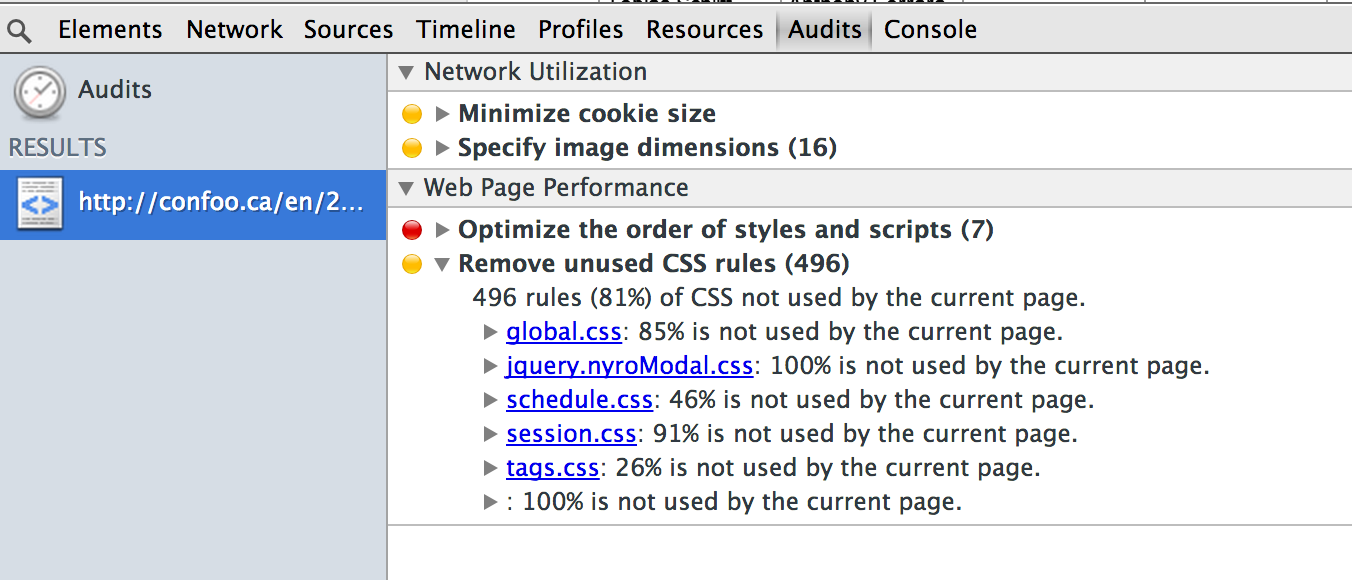 Elements Network Sources Timeline Profiles Resources Audits Console
Audits
RESULTS
http://confoo.ca/en/2...
Network Utilization
Minimize cookie size
Specify image dimensions (16)
Web Page Performance
Optimize the order of styles and scripts (7)
Remove unused CSS rules (496)
496 rules (81%) of CSS not used by the current page.
global.css: 85% is not used by the current page.
jquery.nyroModal.css: 100% is not used by the current page.
schedule.css: 46% is not used by the current page.
session.css: 91% is not used by the current page.
tags.css: 26% is not used by the current page.
: 100% is not used by the current page.